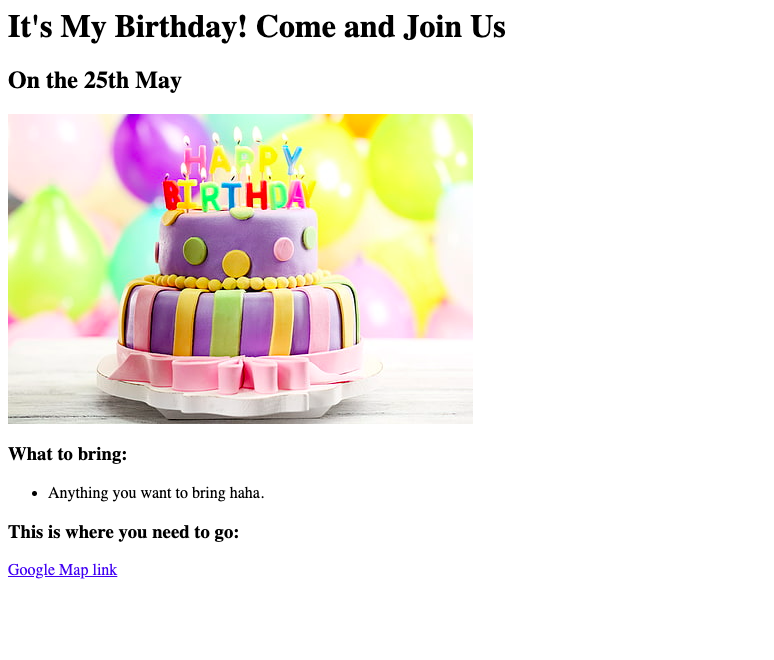 It's My Birthday! Come and Join Us
On the 25th May
HAPPY
BIRTHDAY
What to bring:
Anything you want to bring haha.
This is where you need to go:
Google Map link